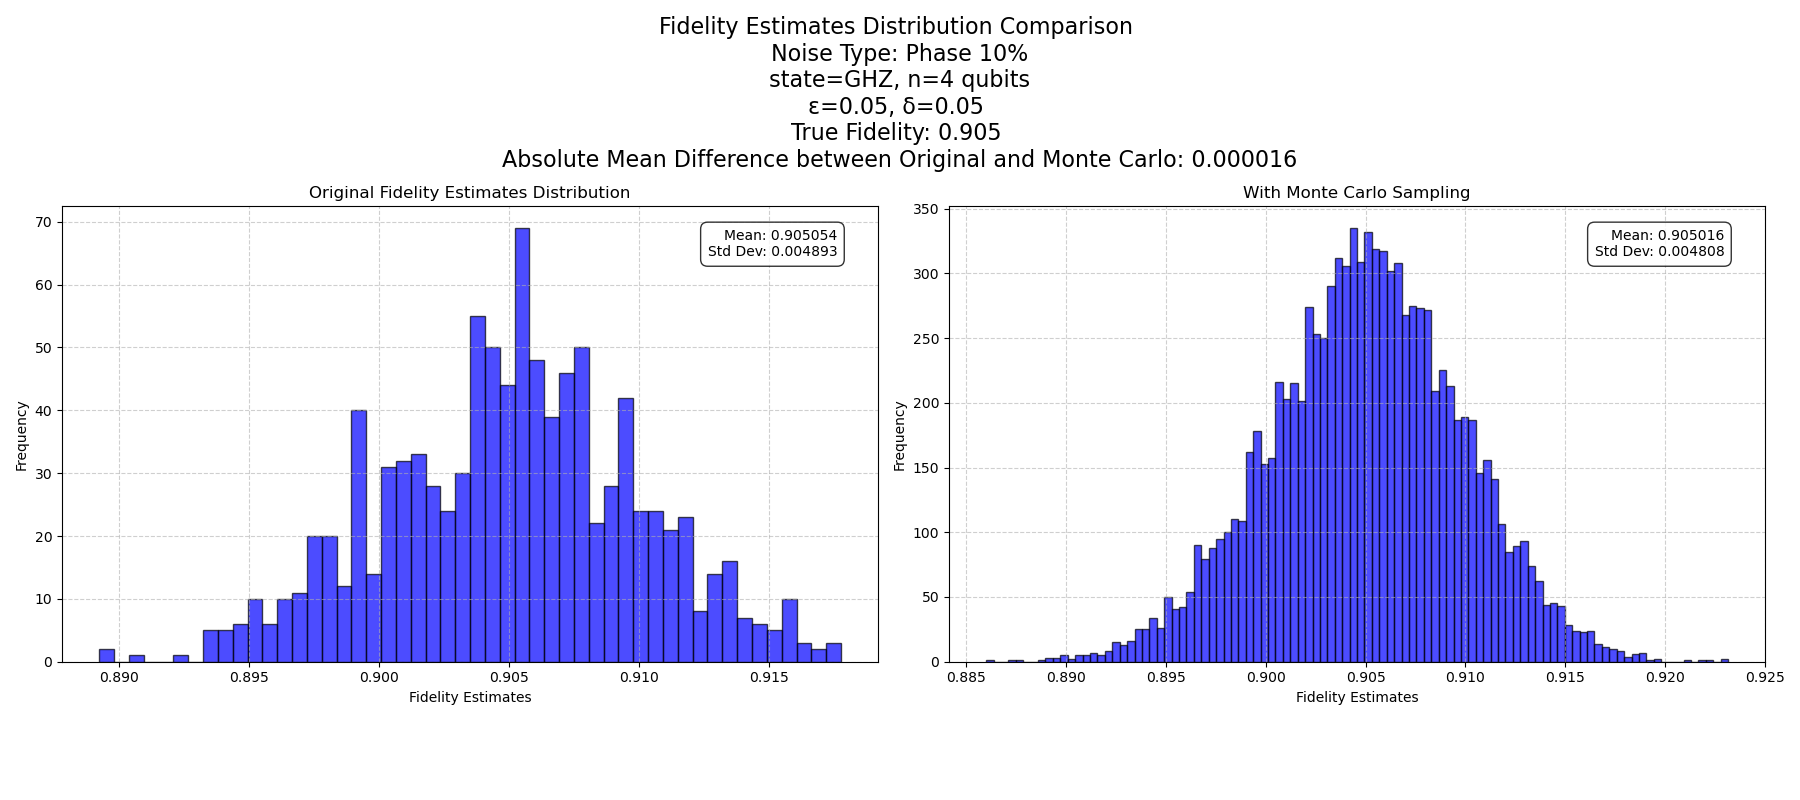 Fidelity Estimates Distribution Comparison
Noise Type: Phase 10%
state=GHZ, n=4 qubits
ε=0.05, δ=0.05
True Fidelity: 0.905
Absolute Mean Difference between Original and Monte Carlo: 0.000016
Original Fidelity Estimates Distribution
Mean: 0.905054
Std Dev: 0.004893
70
60
50
40
30
20
10
0
Frequency
0.890 0.895 0.900 0.905 0.910 0.915
Fidelity Estimates
With Monte Carlo Sampling
Mean: 0.905016
Std Dev: 0.004808
350
300
250
200
150
100
50
0
Frequency
0.885 0.890 0.895 0.900 0.905 0.910 0.915 0.920 0.925
Fidelity Estimates